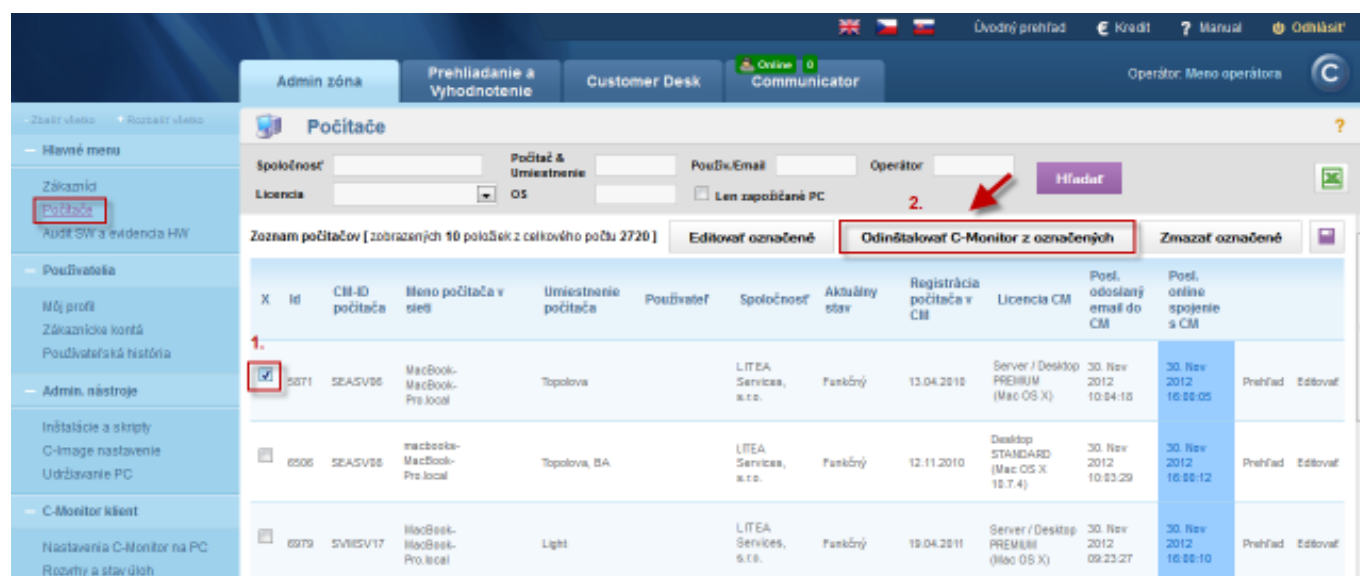 Úvodný prehľad € Kredit ? Manual Odhlásiť
Admin zóna
Prehliadanie a
Vyhodnotenie
Customer Desk
Online 0
Communicator
Operátor: Meno operátora
- Zbaliť všetko + Rozbaliť všetko
Hlavné menu
Zákazníci
Počítače
Audit SW a evidencia HW
Používatelia
Môj profil
Zákaznícke kontá
Používateľská história
Admin. nástroje
Inštalácie a skripty
C-Image nastavenie
Udržiavanie PC
C-Monitor klient
Nastavenia C-Monitor na PC
Rozvrhy a stav úloh
Počítače
?
Spoločnosť
Počítač &
Umiestnenie
Použív./Email
Operátor
Hľadať
Licencia
OS
Len zapožičané PC
2.
Zoznam počítačov [ zobrazených 10 položiek z celkového počtu 2720 ]
Editovať označené
Odinštalovať C-Monitor z označených
Zmazať označené
X
Id
CM-ID
počítača
Meno počítača v
sieti
Umiestnenie
počítača
Používateľ
Spoločnosť
Aktuálny
stav
Registrácia
počítača v
CM
Licencia CM
Posl.
odoslaný
email do
CM
Posl.
online
spojenie
s CM
1.
5871
SEASV06
MacBook-
MacBook-
Pro.local
Topolova
LITEA
Services,
s.r.o.
Funkčný
13.04.2010
Server / Desktop
PREMIUM
(Mac OS X)
30. Nov
2012
10:04:18
30. Nov
2012
16:00:05
Prehľad
Editovať
6506
SEASV08
macbooks-
MacBook-
Pro.local
Topolova, BA
LITEA
Services,
s.r.o.
Funkčný
12.11.2010
Desktop
STANDARD
(Mac OS X
10.7.4)
30. Nov
2012
10:03:29
30. Nov
2012
16:00:12
Prehľad
Editovať
6979
SVMSV17
MacBook-
MacBook-
Pro.local
Light
LITEA
Services,
s.r.o.
Funkčný
19.04.2011
Server / Desktop
PREMIUM
(Mac OS X)
30. Nov
2012
09:23:27
30. Nov
2012
16:00:10
Prehľad
Editovať